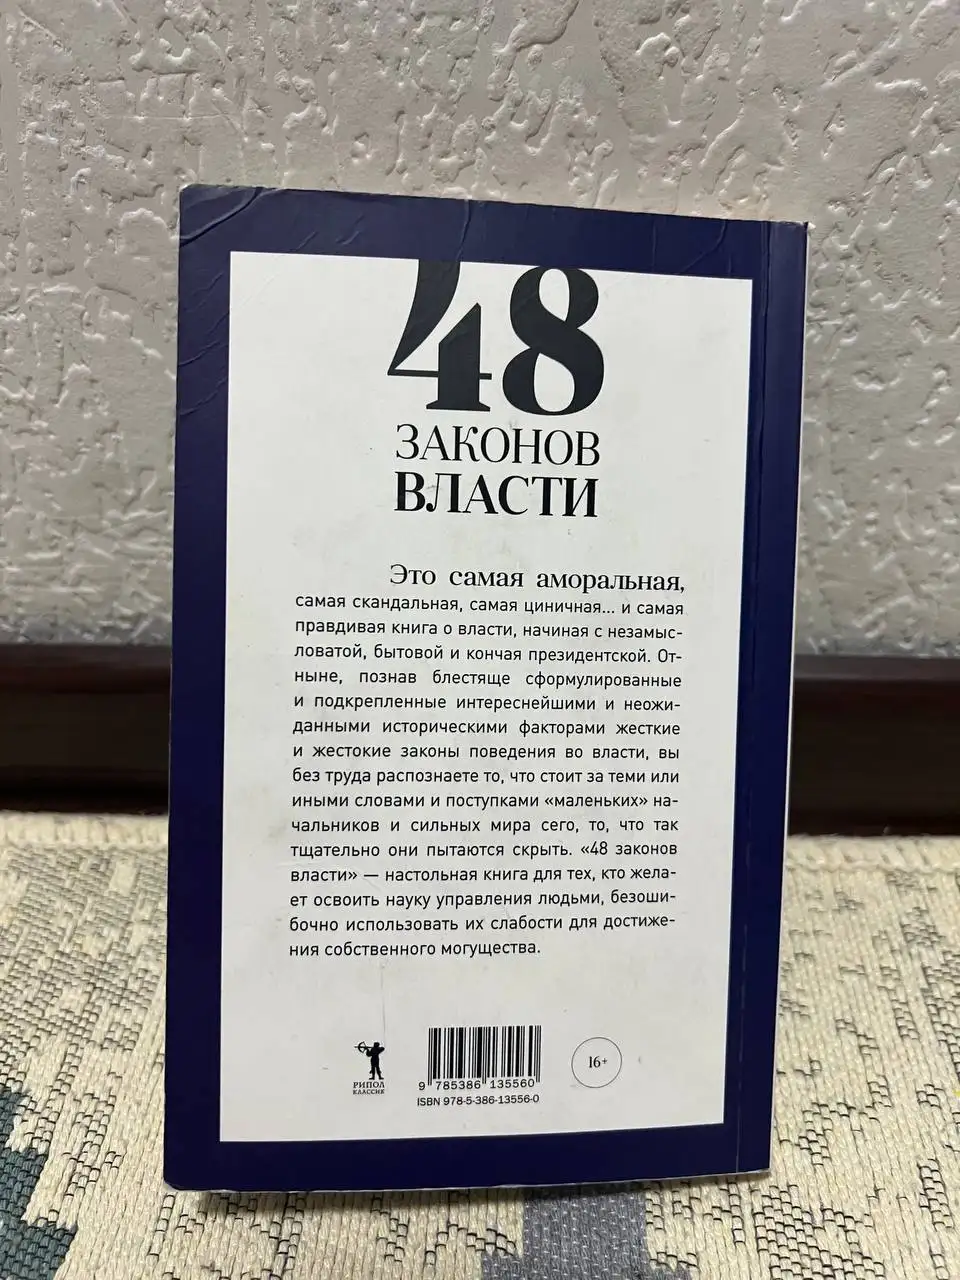 48
ЗАКОНОВ
ВЛАСТИ
Это самая аморальная,
самая скандальная, самая циничная... и самая
правдивая книга о власти, начиная с незамыс-
ловатой, бытовой и кончая президентской. От-
ныне, познав блестяще сформулированные
и подкрепленные интереснейшими и неожи-
данными историческими факторами жесткие
и жестокие законы поведения во власти, вы
без труда распознаете то, что стоит за теми или
иными словами и поступками «маленьких» на-
чальников и сильных мира сего, то, что так
тщательно они пытаются скрыть. «48 законов
власти» — настольная книга для тех, кто жела-
ет освоить науку управления людьми, безоши-
бочно использовать их слабости для достиже-
ния собственного могущества.
РИПОЛ
КЛАССИК
9 785386 135560
ISBN 978-5-386-13556-0
16+